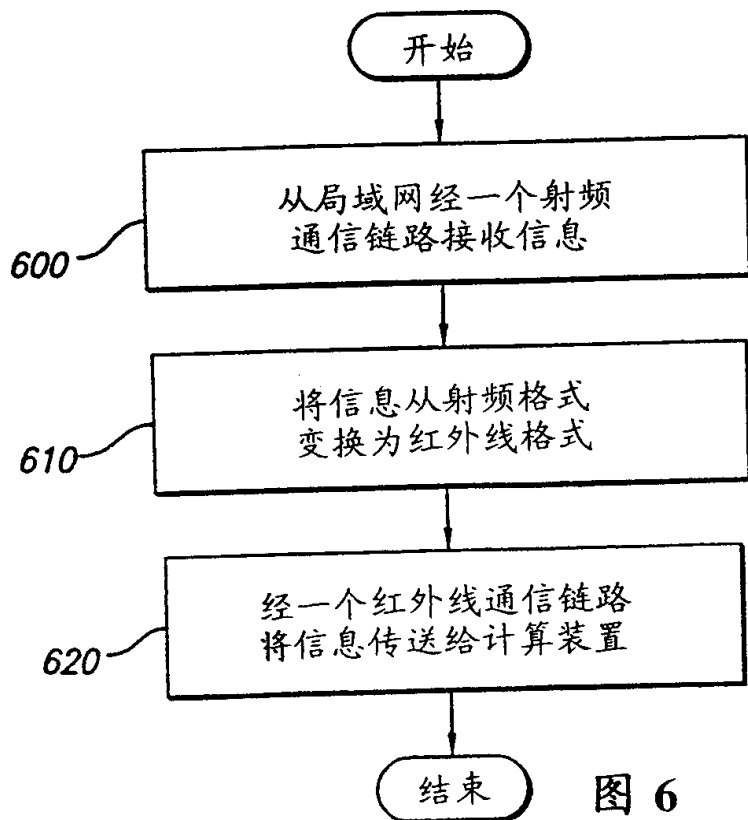 开始
从局域网经一个射频
通信链路接收信息
600
将信息从射频格式
变换为红外线格式
610
经一个红外线通信链路
将信息传送给计算装置
620
结束
图 6